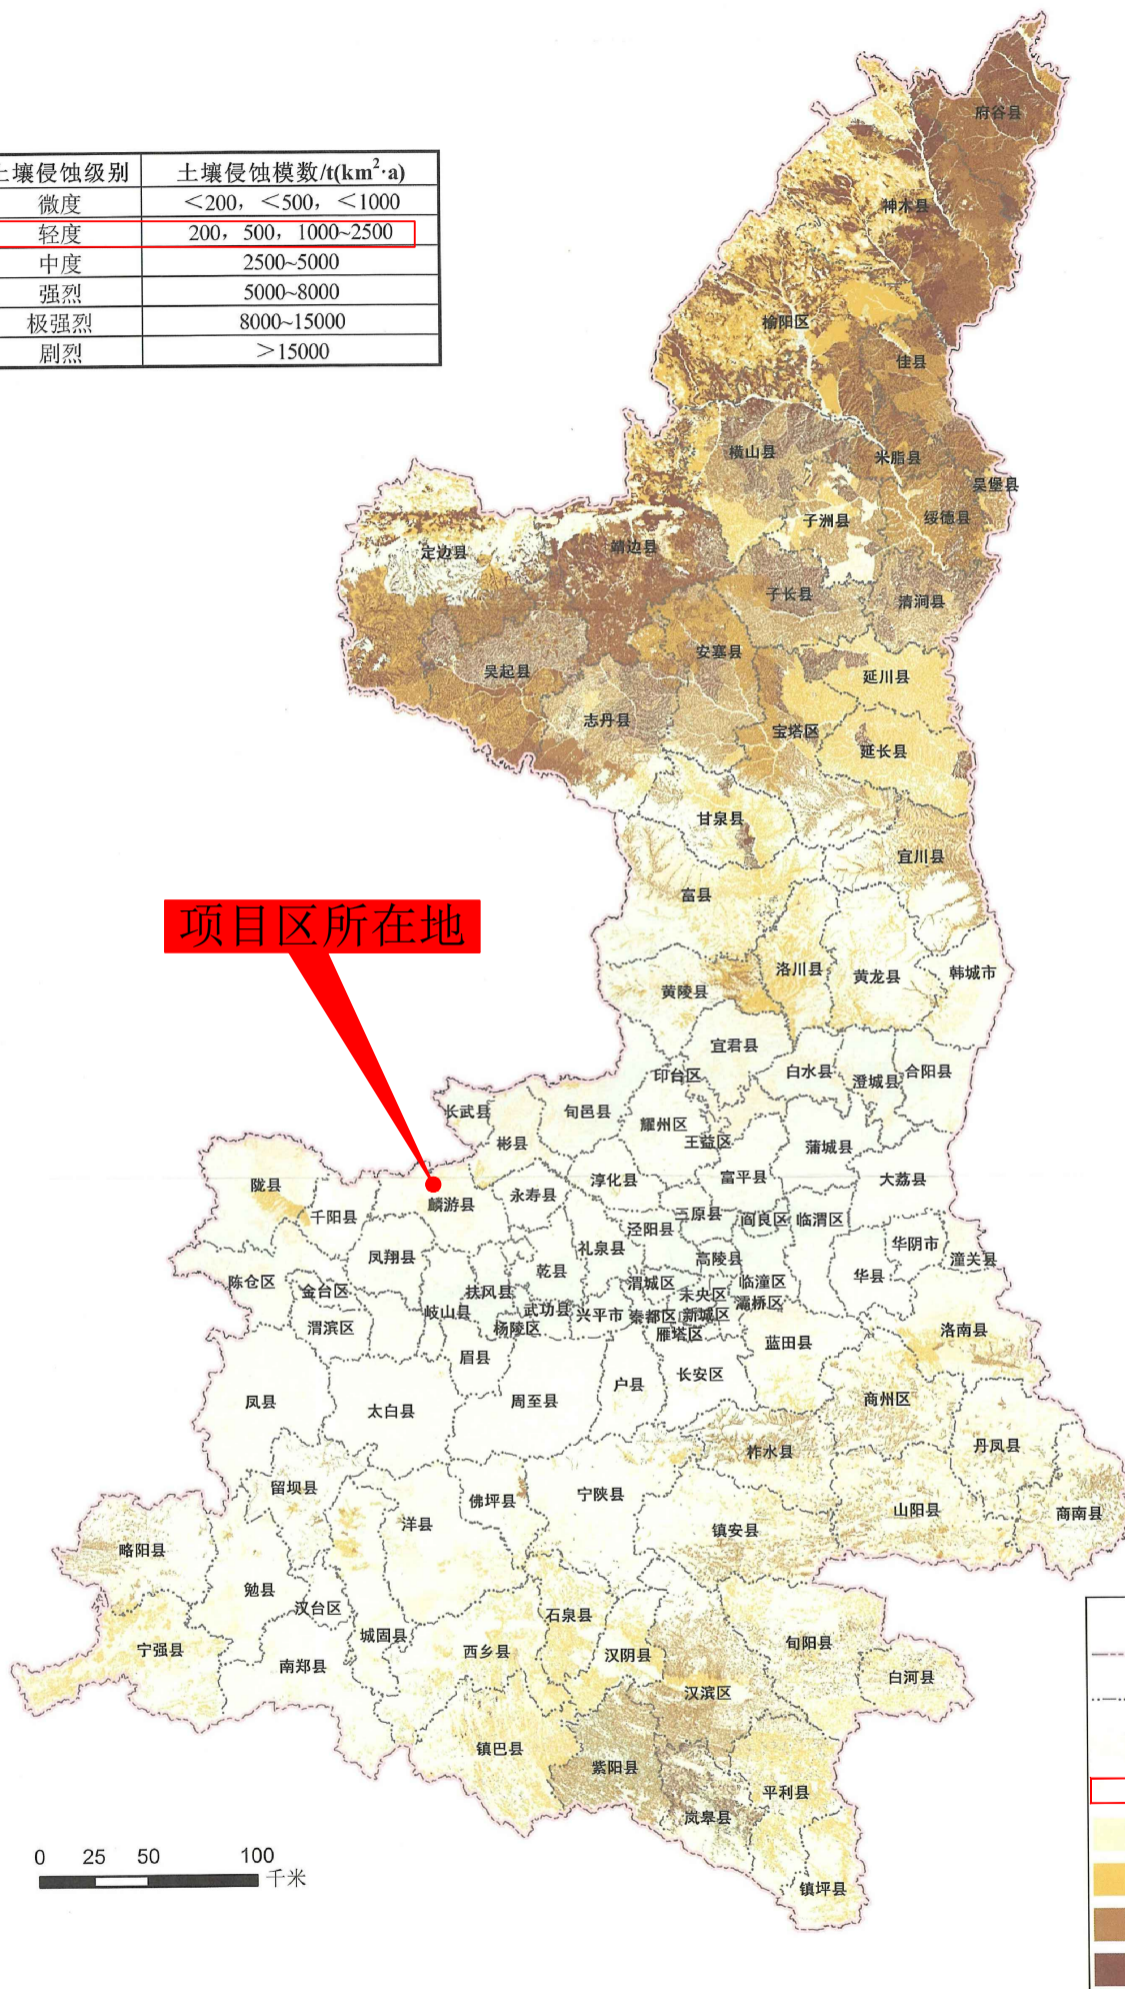 土壤侵蚀级别 土壤侵蚀模数/t(km²·a)
微度 <200，<500，<1000
轻度 200，500，1000~2500
中度 2500~5000
强烈 5000~8000
极强烈 8000~15000
剧烈 >15000
府谷县
神木县
榆阳区
佳县
横山县
米脂县
吴堡县
子洲县
绥德县
定边县
靖边县
子长县
清涧县
安塞县
吴起县
延川县
志丹县
宝塔区
延长县
甘泉县
宜川县
富县
项目区所在地
洛川县
黄龙县
韩城市
黄陵县
宜君县
印台区
白水县
澄城县
合阳县
长武县
旬邑县
耀州区
王益区
彬县
蒲城县
淳化县
富平县
大荔县
陇县
千阳县
麟游县
永寿县
三原县
阎良区
临渭区
泾阳县
礼泉县
华阴市
潼关县
凤翔县
乾县
高陵县
陈仓区
金台区
扶风县
渭城区
未央区
临潼区
华县
灞桥区
岐山县
武功县
兴平市
秦都区
新城区
渭滨区
杨陵区
雁塔区
蓝田县
洛南县
眉县
户县
长安区
凤县
太白县
周至县
商州区
丹凤县
柞水县
留坝县
佛坪县
宁陕县
洋县
镇安县
山阳县
商南县
略阳县
勉县
汉台区
城固县
石泉县
宁强县
南郑县
西乡县
汉阴县
旬阳县
白河县
汉滨区
镇巴县
紫阳县
平利县
岚皋县
镇坪县
0 25 50 100
千米